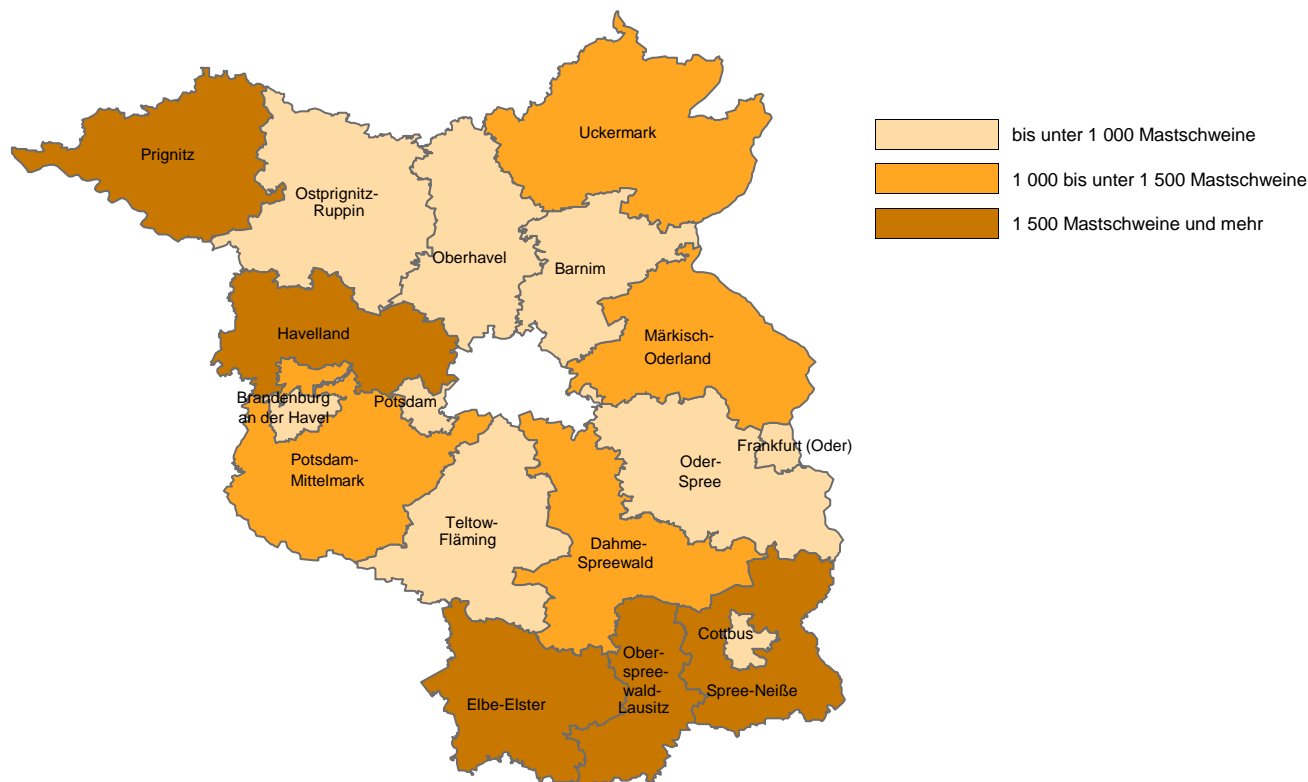 Uckermark
bis unter 1 000 Mastschweine
Prignitz
1 000 bis unter 1 500 Mastschweine
Ostprignitz-
Ruppin
1 500 Mastschweine und mehr
Oberhavel
Barnim
Havelland
Märkisch-
Oderland
Brandenburg
an der Havel
Potsdam
Frankfurt (Oder)
Potsdam-
Mittelmark
Oder-
Spree
Teltow-
Fläming
Dahme-
Spreewald
Cottbus
Ober-
spree-
wald-
Lausitz
Spree-Neiße
Elbe-Elster